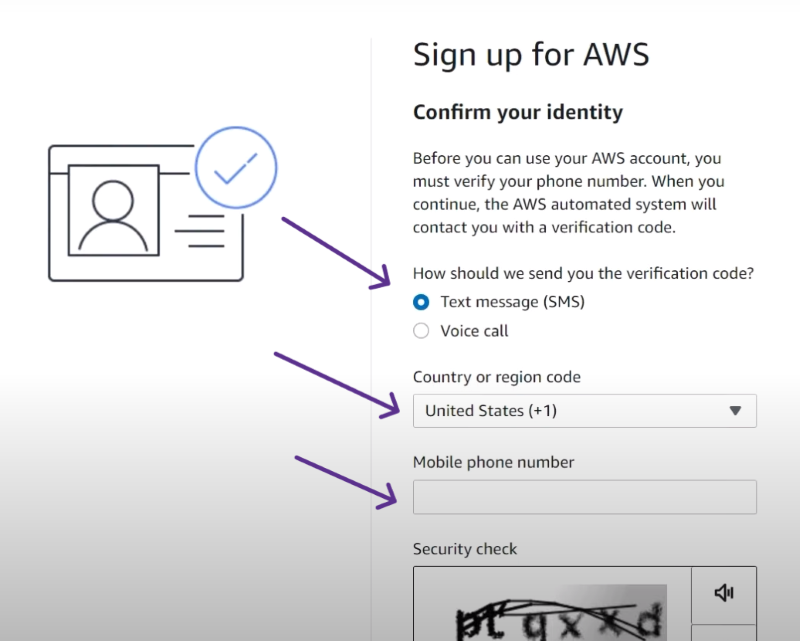 Sign up for AWS
Confirm your identity
Before you can use your AWS account, you
must verify your phone number. When you
continue, the AWS automated system will
contact you with a verification code.
How should we send you the verification code?
Text message (SMS)
Voice call
Country or region code
United States (+1)
Mobile phone number
Security check